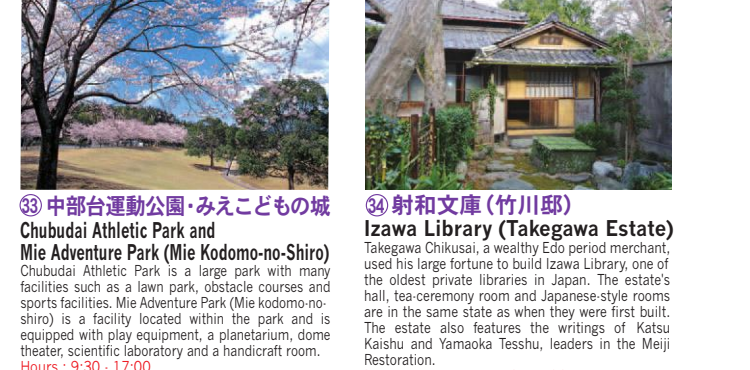 ㉝ 中部台運動公園・みえこどもの城
Chubudai Athletic Park and
Mie Adventure Park (Mie Kodomo-no-Shiro)
Chubudai Athletic Park is a large park with many
facilities such as a lawn park, obstacle courses and
sports facilities. Mie Adventure Park (Mie kodomo-no-
shiro) is a facility located within the park and is
equipped with play equipment, a planetarium, dome
theater, scientific laboratory and a handicraft room.
Hours : 9:30 - 17:00
㉞ 射和文庫（竹川邸）
Izawa Library (Takegawa Estate)
Takegawa Chikusai, a wealthy Edo period merchant,
used his large fortune to build Izawa Library, one of
the oldest private libraries in Japan. The estate's
hall, tea-ceremony room and Japanese-style rooms
are in the same state as when they were first built.
The estate also features the writings of Katsu
Kaishu and Yamaoka Tesshu, leaders in the Meiji
Restoration.